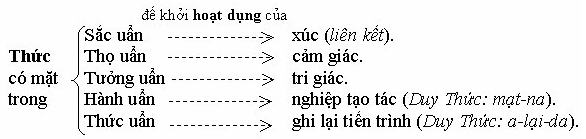 để khởi hoạt dụng của
Sắc uẩn -----------------> xúc (liên kết).
Thức Thọ uẩn -----------------> cảm giác.
có mặt Tưởng uẩn -----------------> tri giác.
trong Hành uẩn -----------------> nghiệp tạo tác (Duy Thức: mạt-na).
Thức uẩn -----------------> ghi lại tiến trình (Duy Thức: a-lại-da).